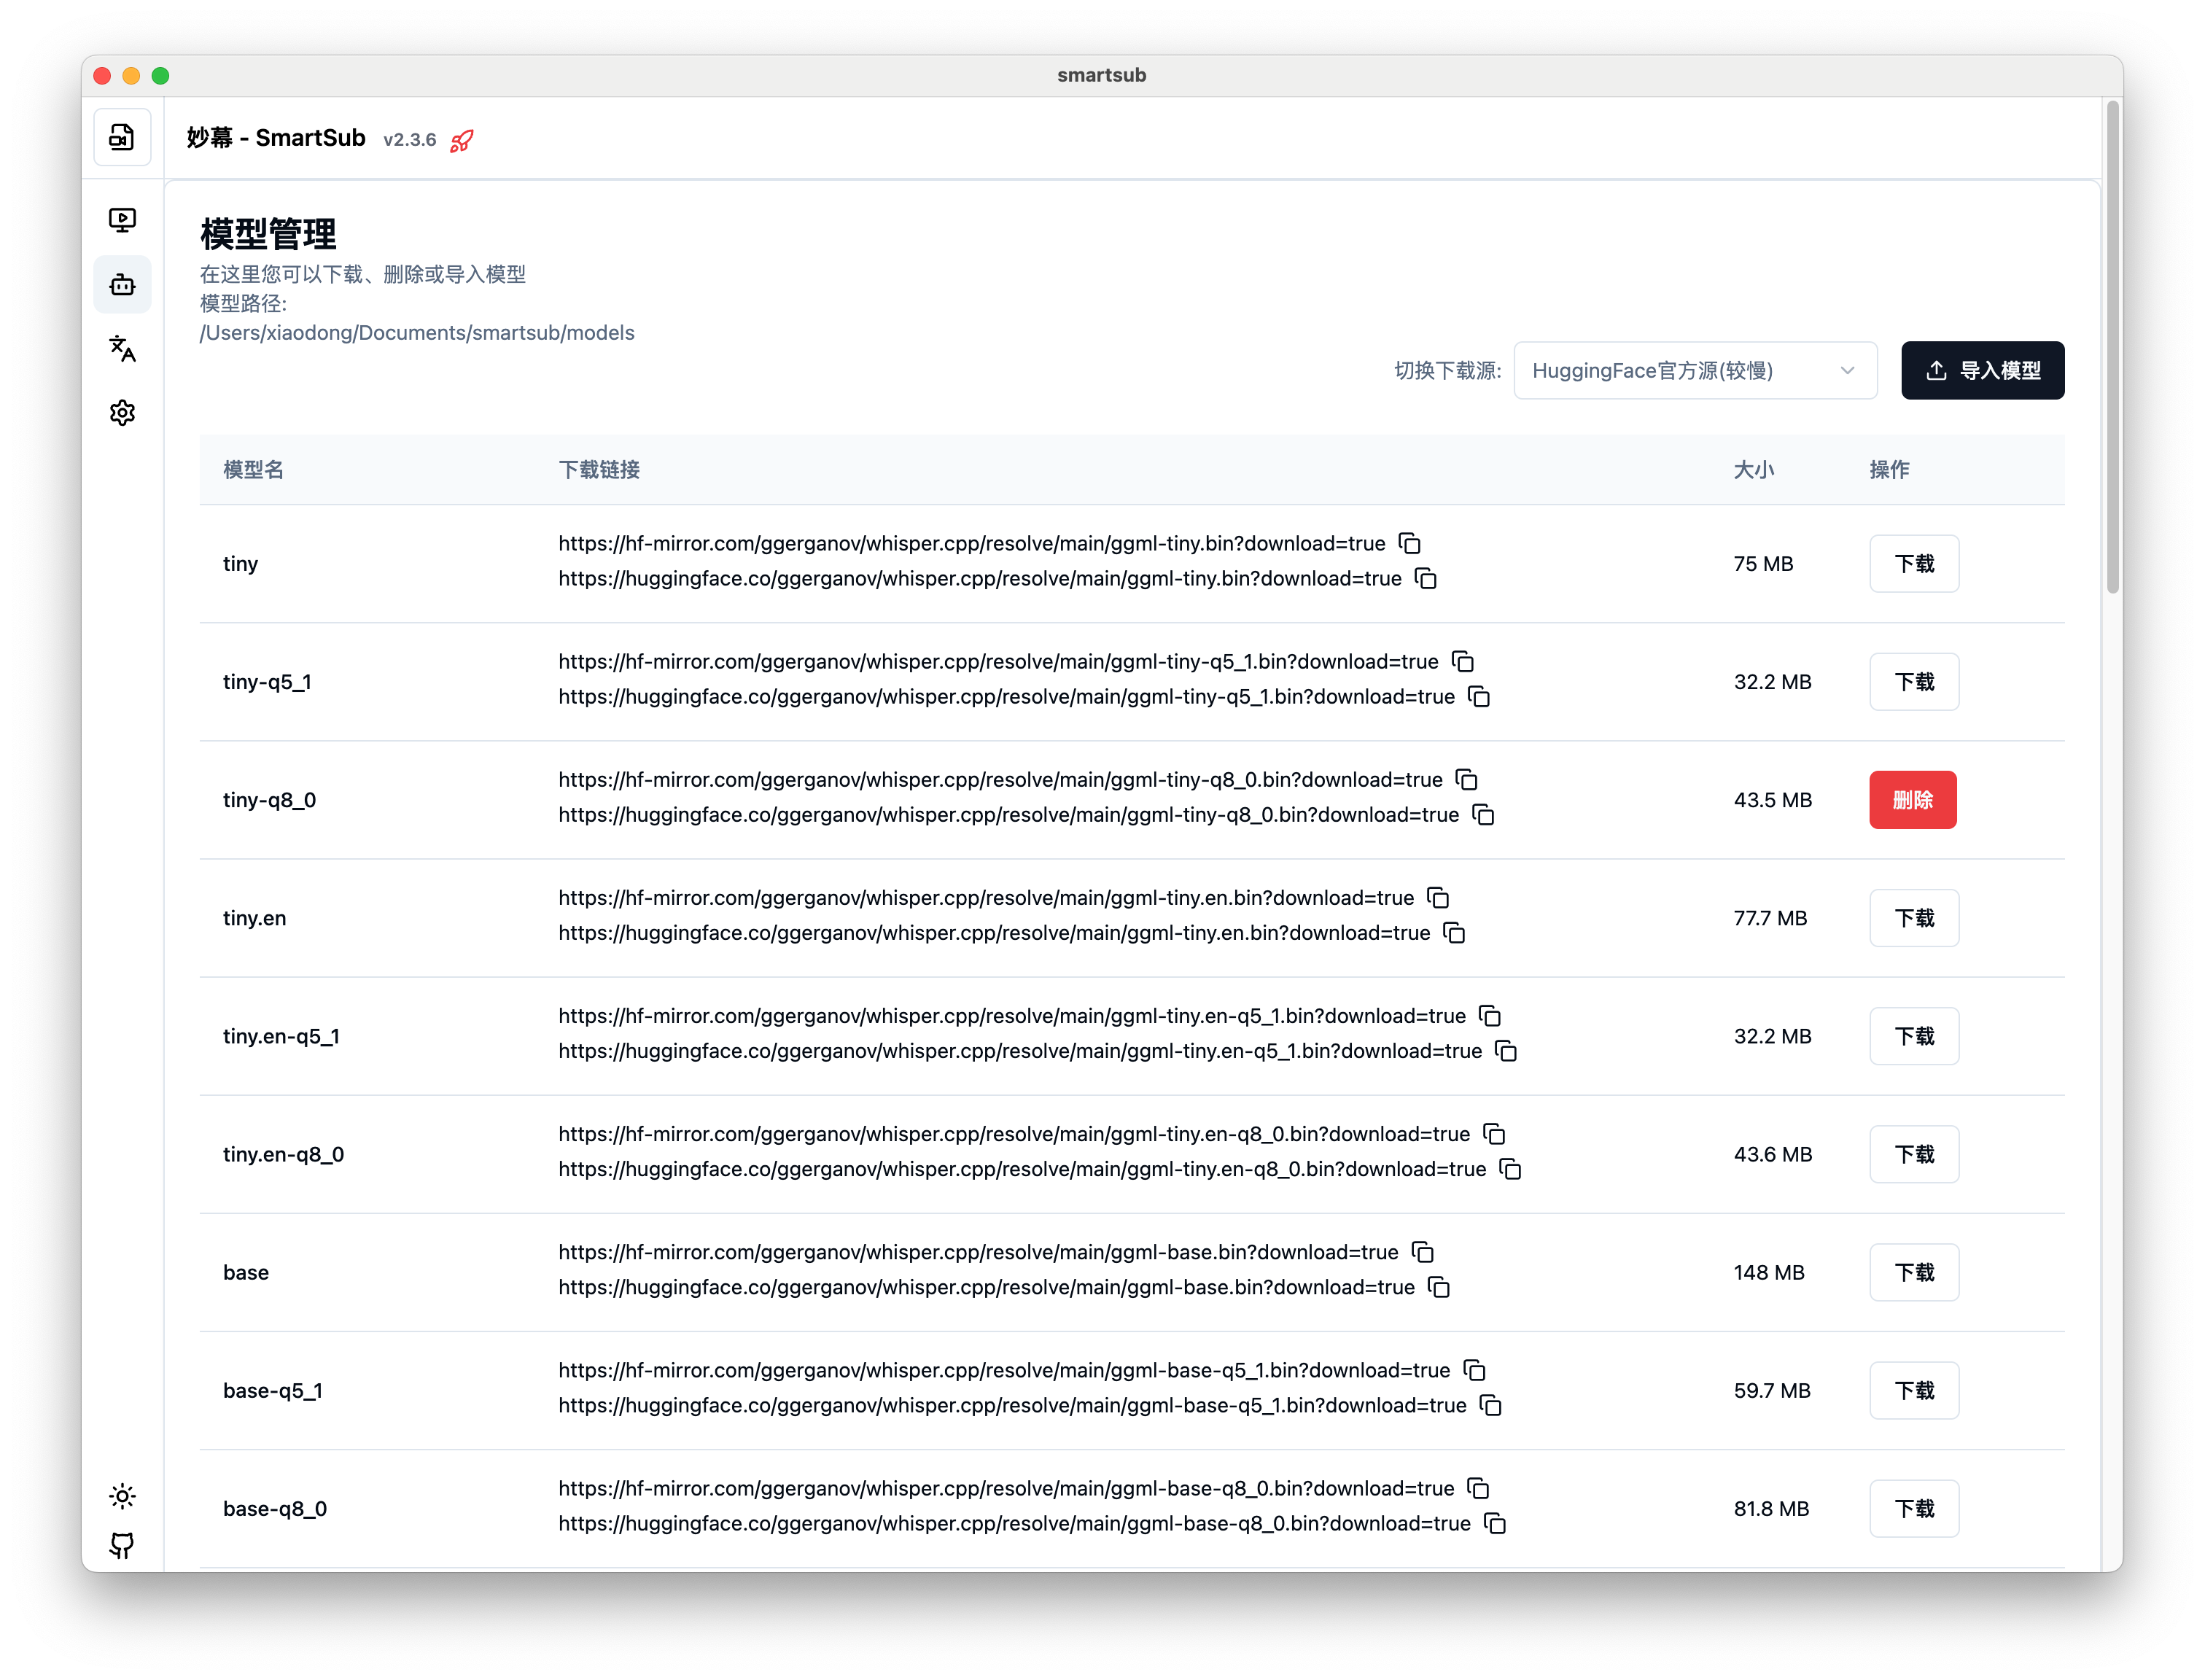 smartsub
妙幕 - SmartSub v2.3.6
模型管理
在这里您可以下载、删除或导入模型
模型路径:
/Users/xiaodong/Documents/smartsub/models
切换下载源: HuggingFace官方源(较慢) 导入模型
模型名 下载链接 大小 操作
https://hf-mirror.com/ggerganov/whisper.cpp/resolve/main/ggml-tiny.bin?download=true
tiny 75 MB 下载
https://huggingface.co/ggerganov/whisper.cpp/resolve/main/ggml-tiny.bin?download=true
https://hf-mirror.com/ggerganov/whisper.cpp/resolve/main/ggml-tiny-q5_1.bin?download=true
tiny-q5_1 32.2 MB 下载
https://huggingface.co/ggerganov/whisper.cpp/resolve/main/ggml-tiny-q5_1.bin?download=true
https://hf-mirror.com/ggerganov/whisper.cpp/resolve/main/ggml-tiny-q8_0.bin?download=true
tiny-q8_0 43.5 MB 删除
https://huggingface.co/ggerganov/whisper.cpp/resolve/main/ggml-tiny-q8_0.bin?download=true
https://hf-mirror.com/ggerganov/whisper.cpp/resolve/main/ggml-tiny.en.bin?download=true
tiny.en 77.7 MB 下载
https://huggingface.co/ggerganov/whisper.cpp/resolve/main/ggml-tiny.en.bin?download=true
https://hf-mirror.com/ggerganov/whisper.cpp/resolve/main/ggml-tiny.en-q5_1.bin?download=true
tiny.en-q5_1 32.2 MB 下载
https://huggingface.co/ggerganov/whisper.cpp/resolve/main/ggml-tiny.en-q5_1.bin?download=true
https://hf-mirror.com/ggerganov/whisper.cpp/resolve/main/ggml-tiny.en-q8_0.bin?download=true
tiny.en-q8_0 43.6 MB 下载
https://huggingface.co/ggerganov/whisper.cpp/resolve/main/ggml-tiny.en-q8_0.bin?download=true
https://hf-mirror.com/ggerganov/whisper.cpp/resolve/main/ggml-base.bin?download=true
base 148 MB 下载
https://huggingface.co/ggerganov/whisper.cpp/resolve/main/ggml-base.bin?download=true
https://hf-mirror.com/ggerganov/whisper.cpp/resolve/main/ggml-base-q5_1.bin?download=true
base-q5_1 59.7 MB 下载
https://huggingface.co/ggerganov/whisper.cpp/resolve/main/ggml-base-q5_1.bin?download=true
https://hf-mirror.com/ggerganov/whisper.cpp/resolve/main/ggml-base-q8_0.bin?download=true
base-q8_0 81.8 MB 下载
https://huggingface.co/ggerganov/whisper.cpp/resolve/main/ggml-base-q8_0.bin?download=true